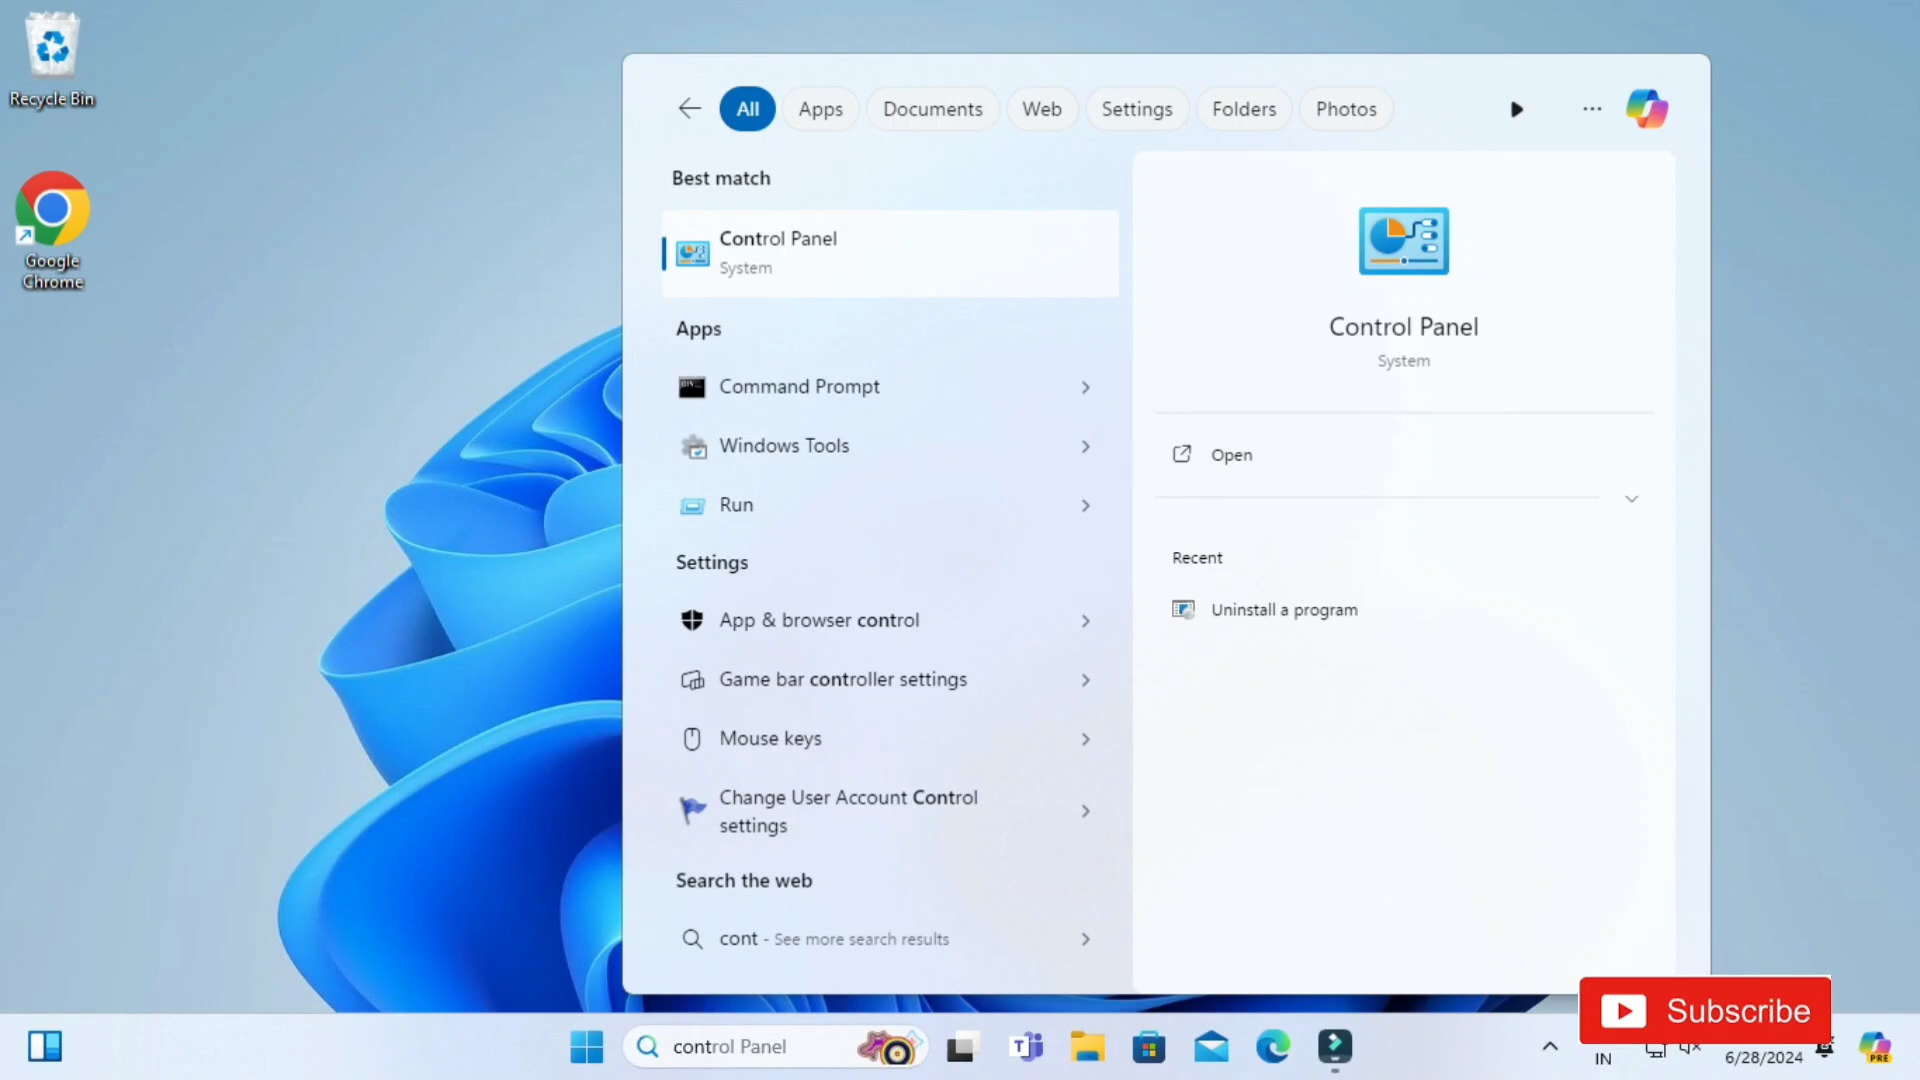 Recycle Bin
Google
Chrome
All
Apps
Documents
Web
Settings
Folders
Photos
Best match
Control Panel
System
Apps
Command Prompt
Windows Tools
Run
Settings
App & browser control
Game bar controller settings
Mouse keys
Change User Account Control
settings
Search the web
cont - See more search results
Control Panel
System
Open
Recent
Uninstall a program
control Panel
Subscribe
IN
6/28/2024
PRE